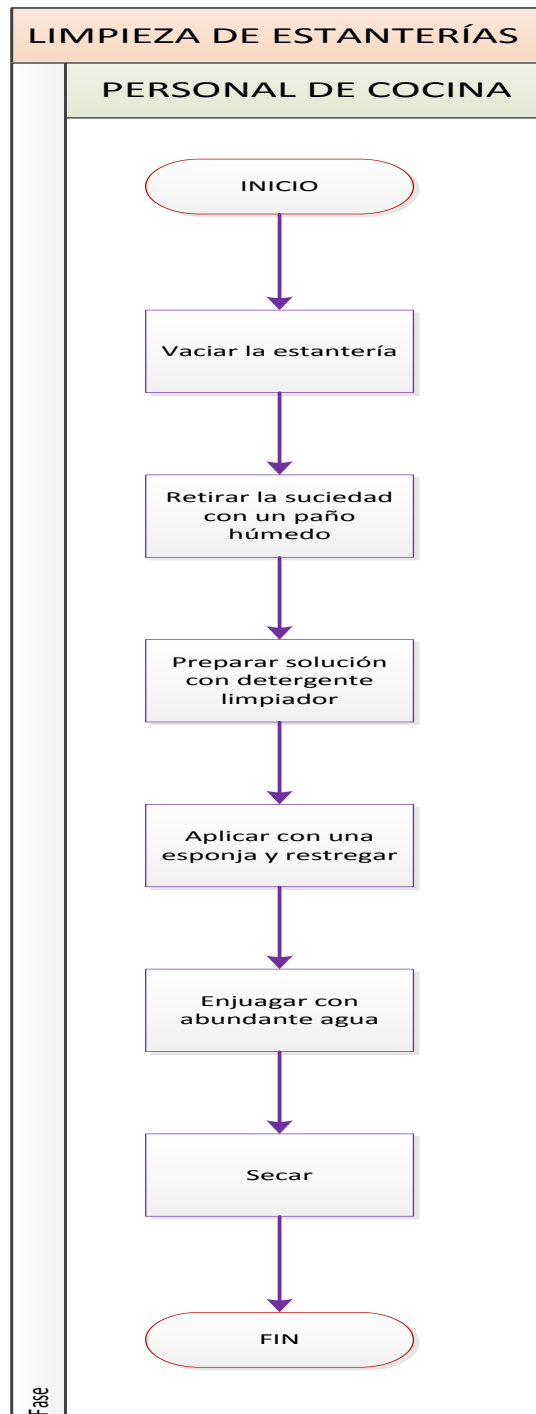 LIMPIEZA DE ESTANTERÍAS
PERSONAL DE COCINA
INICIO
Vaciar la estantería
Retirar la suciedad
con un paño
húmedo
Preparar solución
con detergente
limpiador
Aplicar con una
esponja y restregar
Enjuagar con
abundante agua
Secar
FIN
Fase